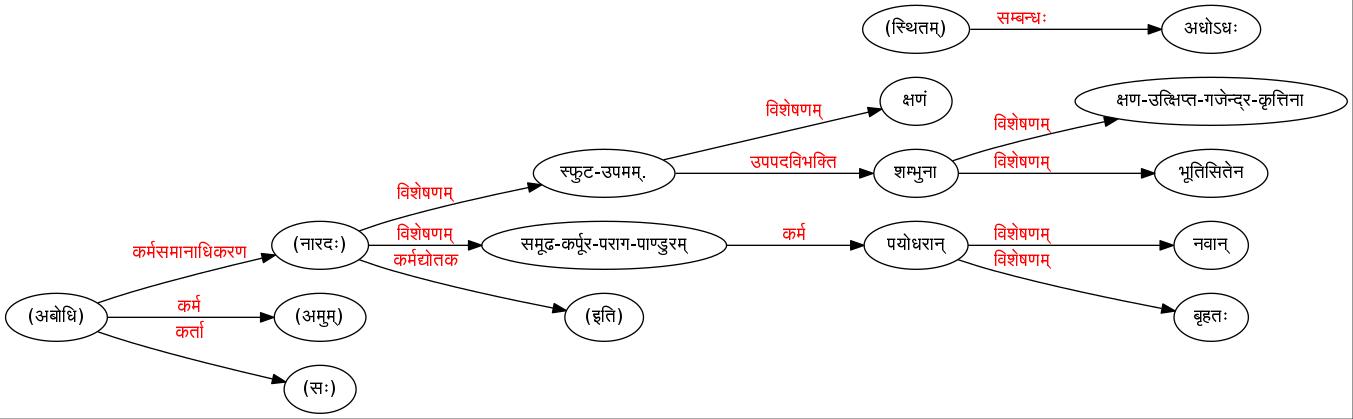 (स्थितम्) सम्बन्धः अधोऽधः
विशेषणम् क्षणं
क्षण-उत्क्षिप्त-गजेन्द्र-कृत्तिना
विशेषणम्
स्फुट-उपमम्. उपपदविभक्ति शम्भुना विशेषणम् भूतिसितेन
विशेषणम्
(नारदः) विशेषणम् समूढ-कर्पूर-पराग-पाण्डुरम् कर्म पयोधरान् विशेषणम् नवान्
कर्मसमानाधिकरण कर्मद्योतक विशेषणम्
(अबोधि) कर्म (अमुम्) (इति) बृहतः
कर्ता
(सः)